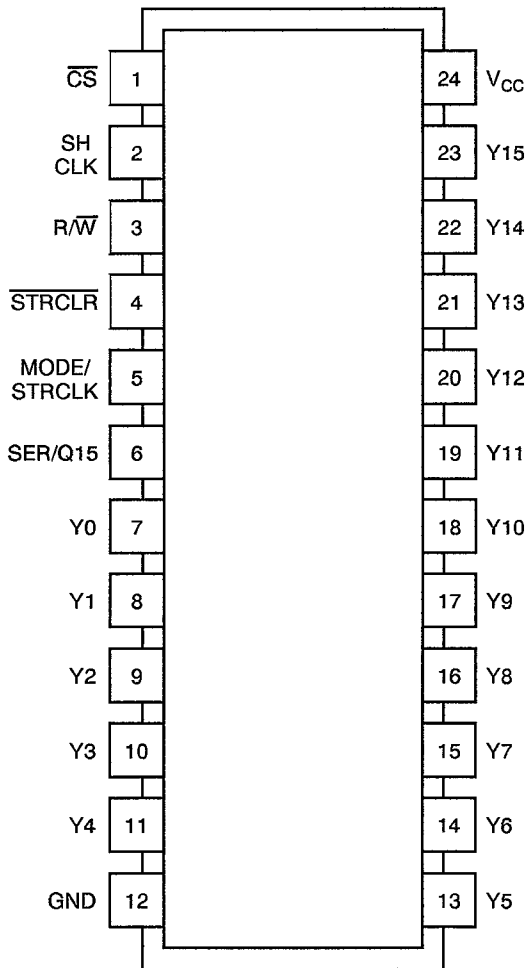 C̅S̅ 1 24 VCC
SH
CLK 2 23 Y15
R/W̅ 3 22 Y14
S̅T̅R̅C̅L̅R̅ 4 21 Y13
MODE/
STRCLK 5 20 Y12
SER/Q15 6 19 Y11
Y0 7 18 Y10
Y1 8 17 Y9
Y2 9 16 Y8
Y3 10 15 Y7
Y4 11 14 Y6
GND 12 13 Y5